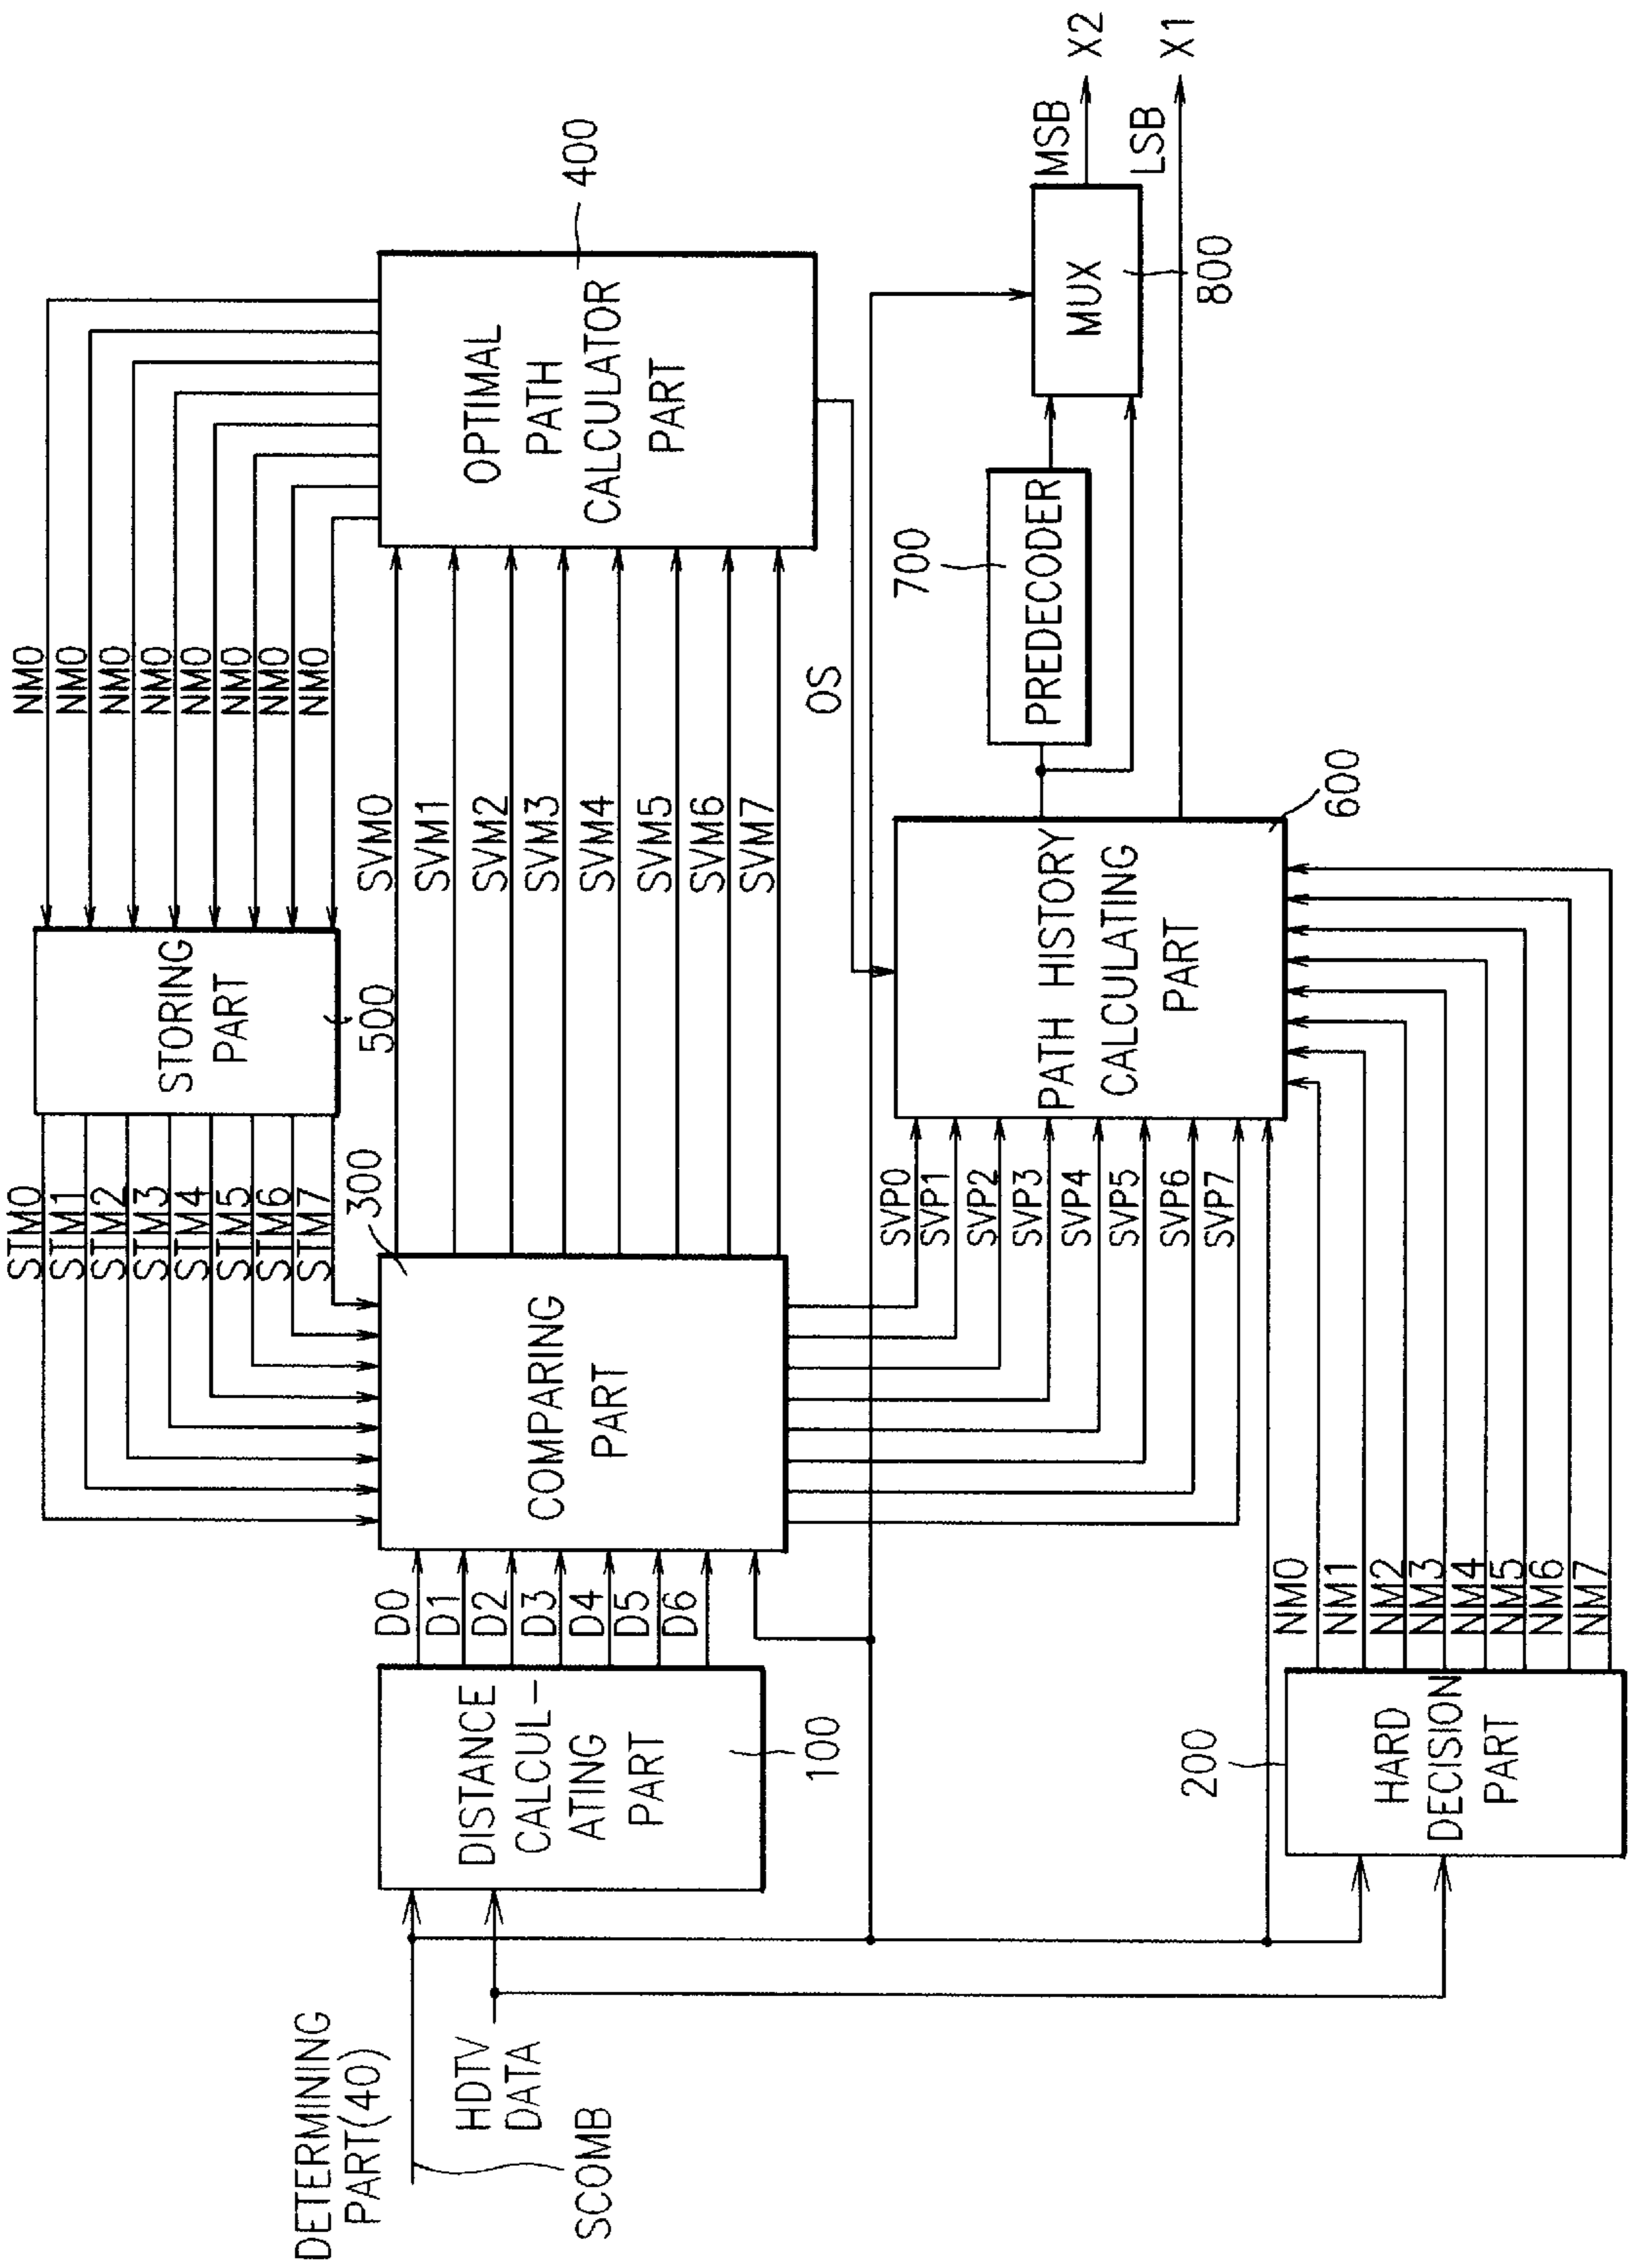 DETERMINING
PART(40)
HDTV
DATA
SCOMB
DISTANCE
CALCUL-
ATING
PART
100
D0
D1
D2
D3
D4
D5
D6
HARD
DECISION
PART
200
NM0
NM1
NM2
NM3
NM4
NM5
NM6
NM7
COMPARING
PART
300
STM0
STM1
STM2
STM3
STM4
STM5
STM6
STM7
STORING
PART
500
NM0
NM0
NM0
NM0
NM0
NM0
NM0
NM0
SVM0
SVM1
SVM2
SVM3
SVM4
SVM5
SVM6
SVM7
OPTIMAL
PATH
CALCULATOR
PART
400
OS
SVP0
SVP1
SVP2
SVP3
SVP4
SVP5
SVP6
SVP7
PATH HISTORY
CALCULATING
PART
600
PREDECODER
700
MUX
800
MSB
X2
LSB
X1